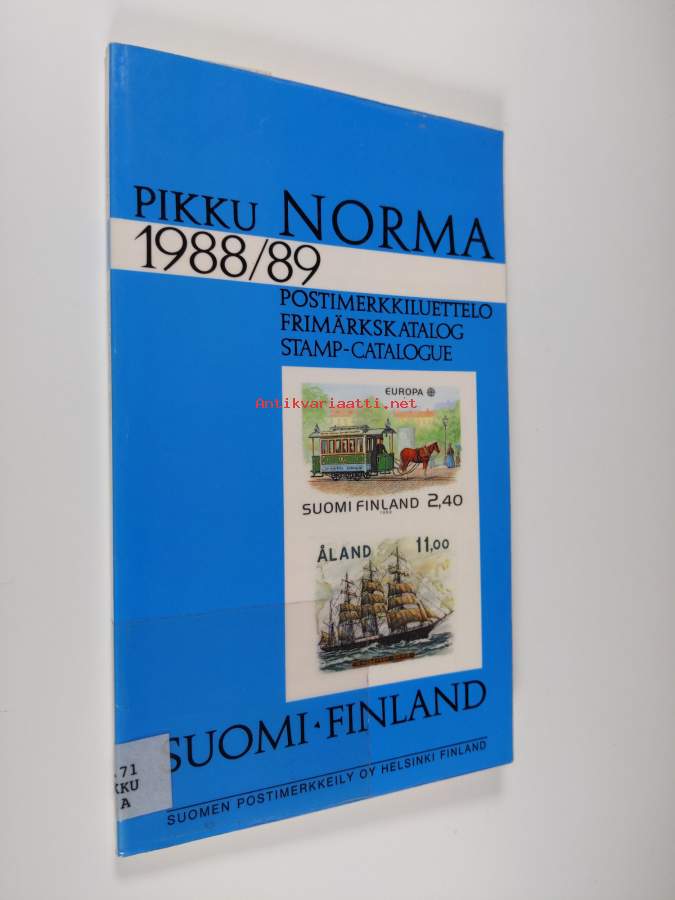 PIKKU NORMA
1988/89
POSTIMERKKILUETTELO
FRIMÄRKSKATALOG
STAMP-CATALOGUE
EUROPA
Antikvariaatti.net
SUOMI FINLAND 2,40
1988
ÅLAND 11,00
SUOMI·FINLAND
.71
KKU
A
SUOMEN POSTIMERKKEILY OY HELSINKI FINLAND